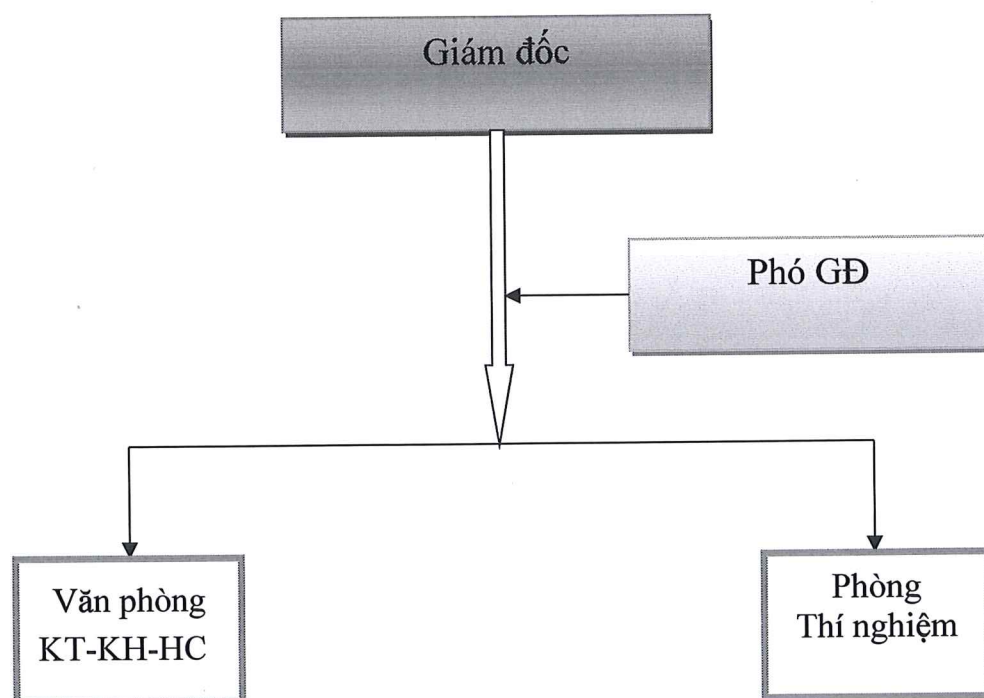 Giám đốc
Phó GĐ
Văn phòng
KT-KH-HC
Phòng
Thí nghiệm